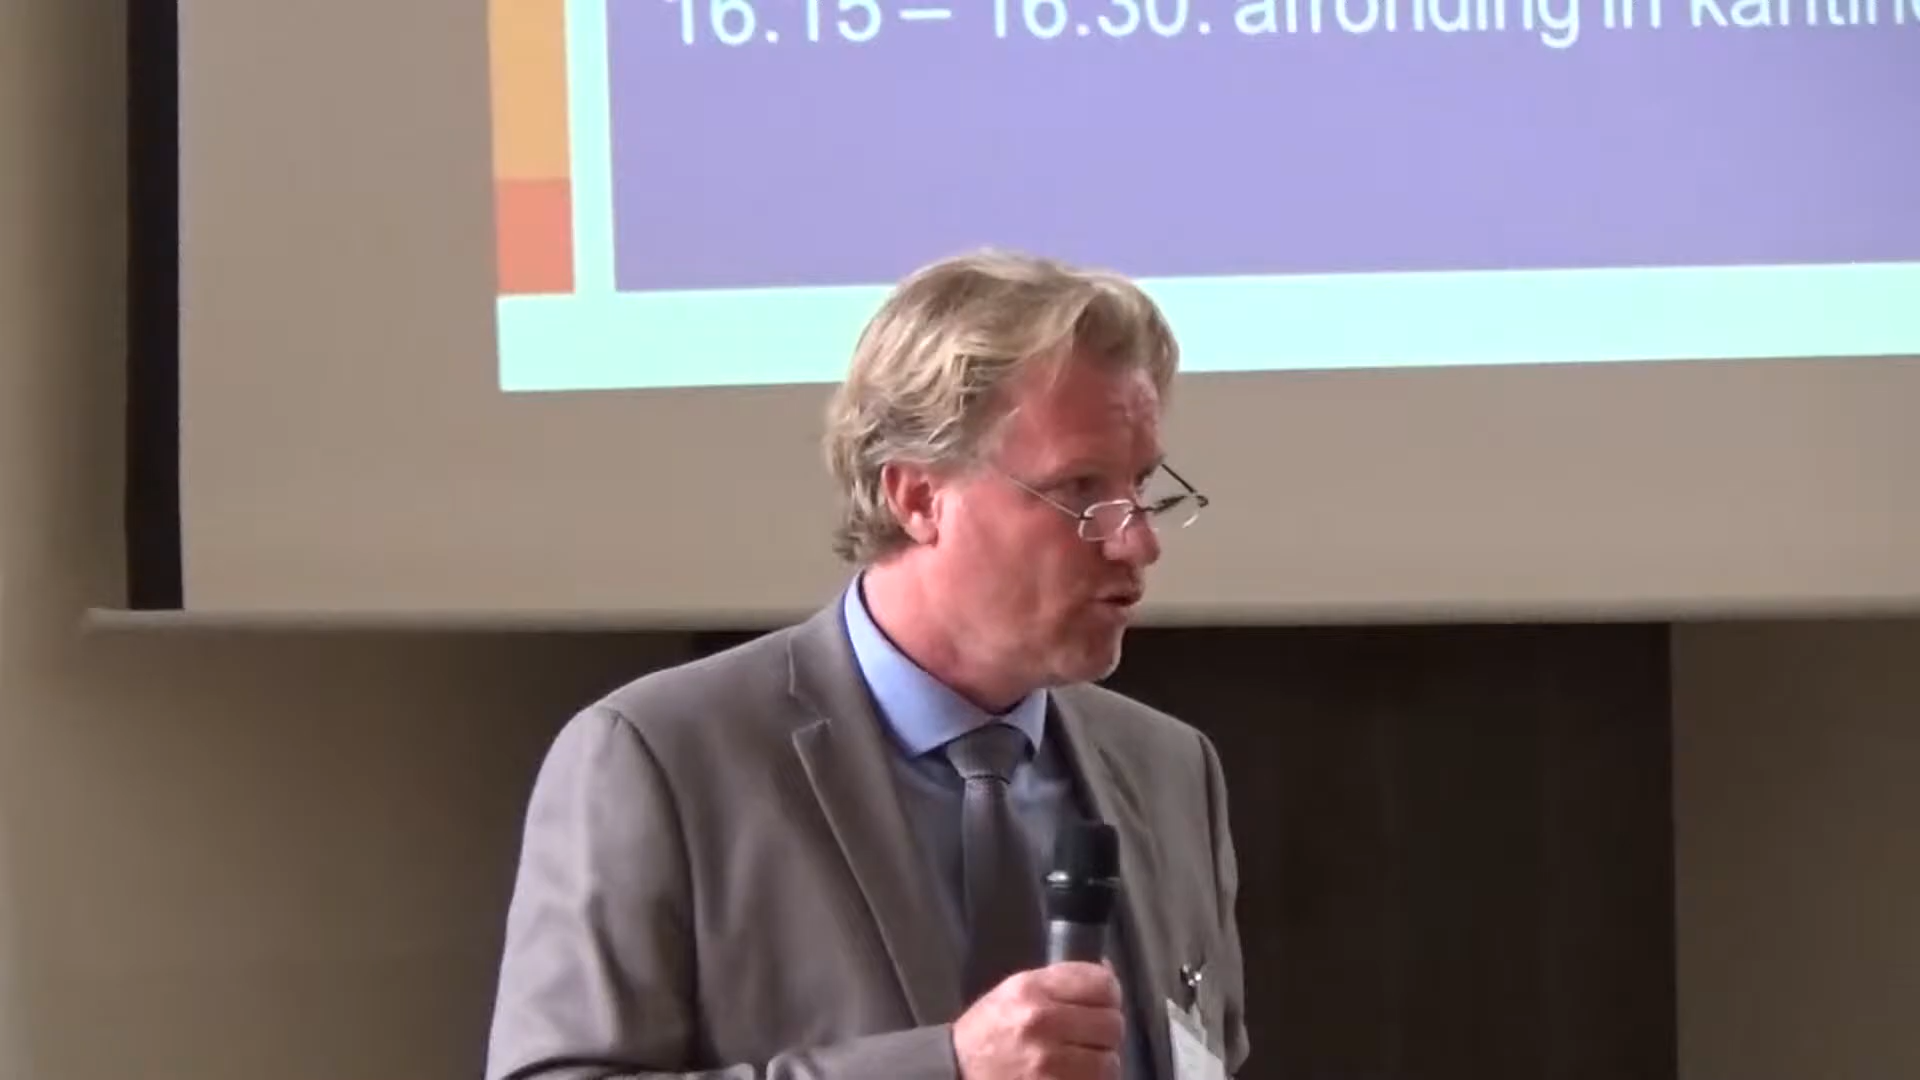 16.15 – 16.30: afronding in kantine